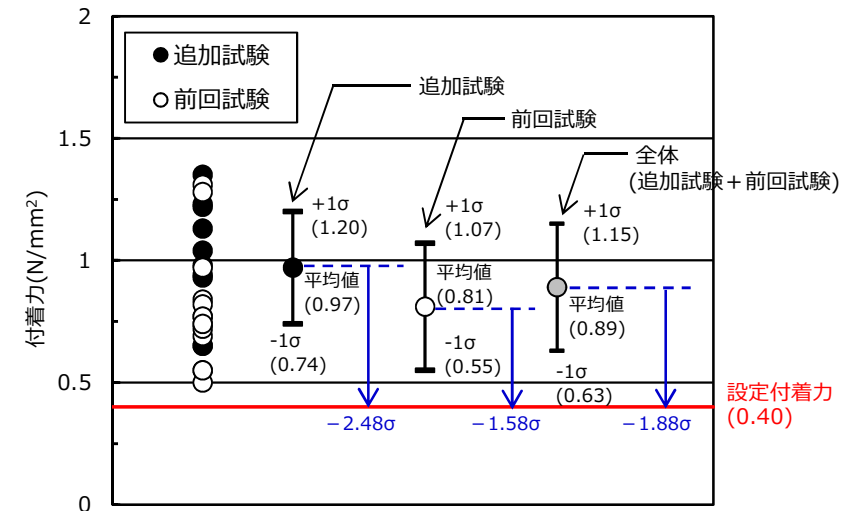 2
1.5
1
0.5
0
付着力(N/mm²)
追加試験
前回試験
追加試験
前回試験
全体
(追加試験＋前回試験)
+1σ
(1.20)
平均値
(0.97)
-1σ
(0.74)
+1σ
(1.07)
平均値
(0.81)
-1σ
(0.55)
+1σ
(1.15)
平均値
(0.89)
-1σ
(0.63)
－2.48σ
－1.58σ
－1.88σ
設定付着力
(0.40)